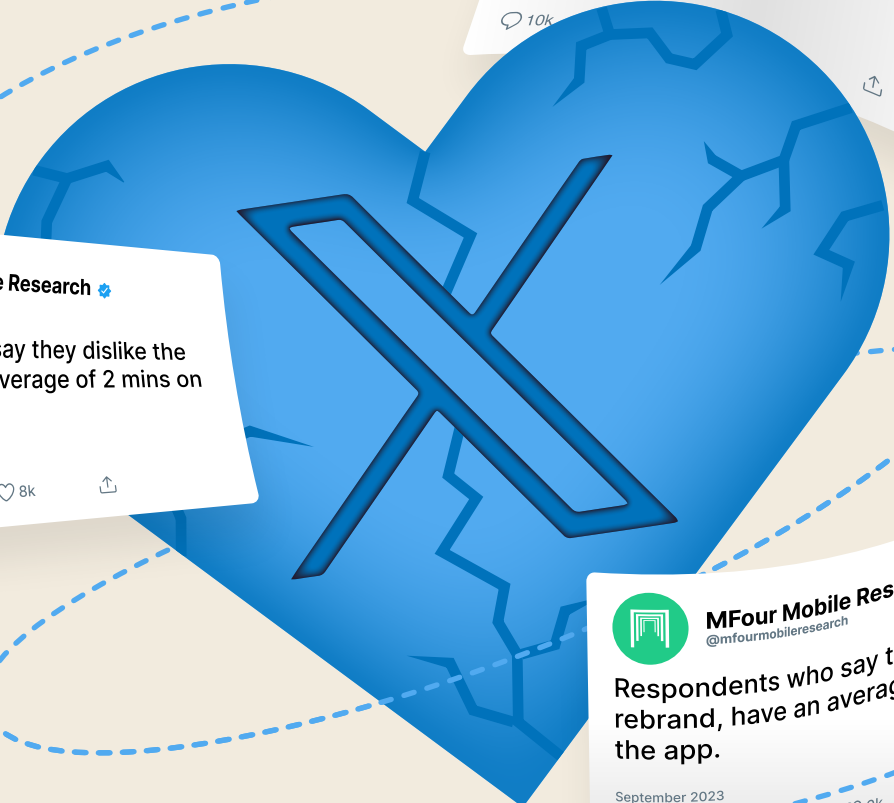 10k
Research
say they dislike the
average of 2 mins on
8k
MFour Mobile Res
@mfourmobileresearch
Respondents who say t
rebrand, have an averag
the app.
September 2023